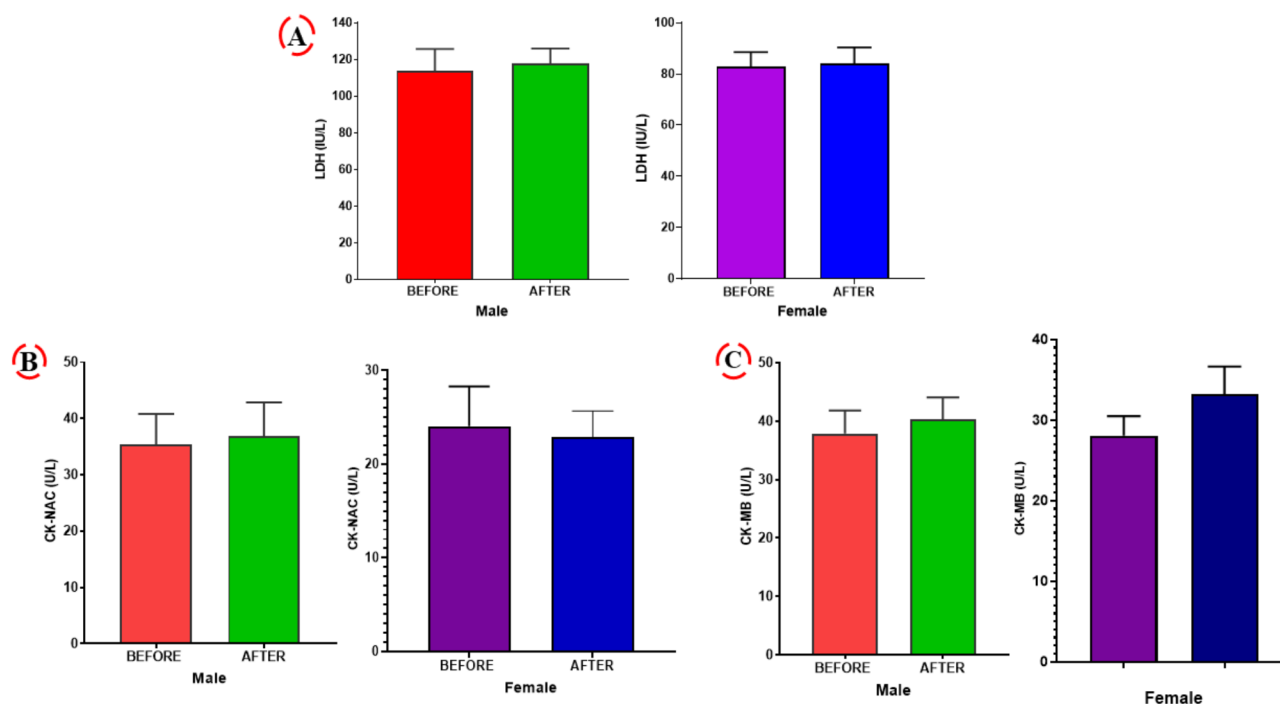 A
140
120
100
80
60
40
20
0
LDH (IU/L)
BEFORE AFTER
Male
100
80
60
40
20
0
LDH (IU/L)
BEFORE AFTER
Female
B
50
40
30
20
10
0
CK-NAC (U/L)
BEFORE AFTER
Male
30
20
10
0
CK-NAC (U/L)
BEFORE AFTER
Female
C
50
40
30
20
10
0
CK-MB (U/L)
BEFORE AFTER
Male
40
30
20
10
0
CK-MB (U/L)
Female